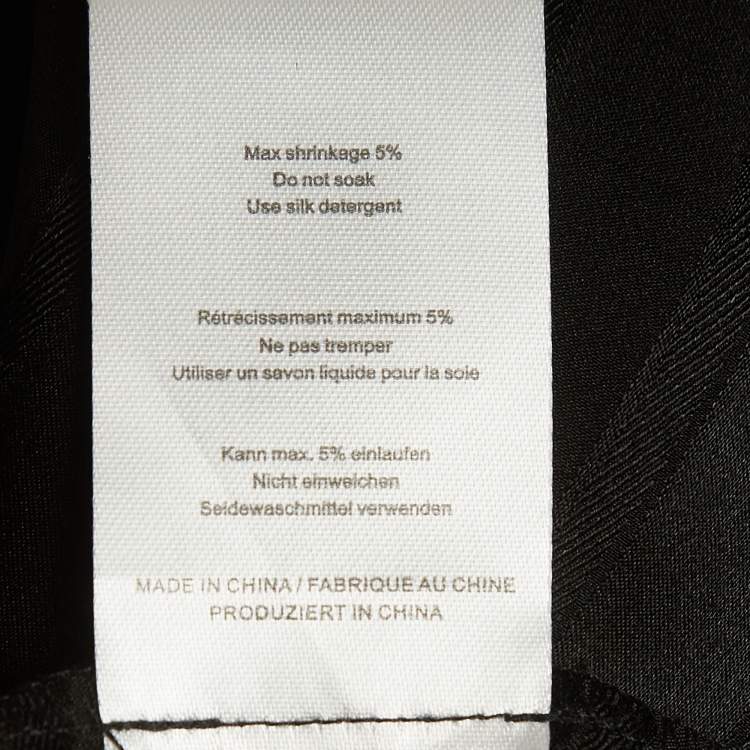 Max shrinkage 5%
Do not soak
Use silk detergent
Rétrécissement maximum 5%
Ne pas tremper
Utiliser un savon liquide pour la soie
Kann max. 5% einlaufen
Nicht einweichen
Seidewaschmittel verwenden
MADE IN CHINA / FABRIQUE AU CHINE
PRODUZIERT IN CHINA